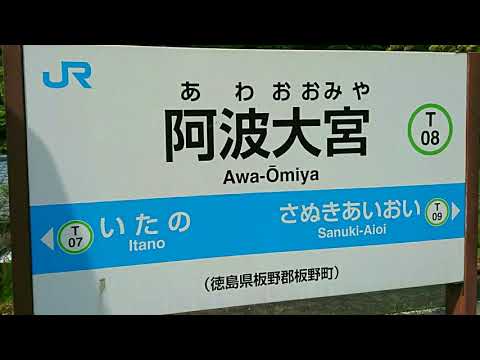 JR
あわおおみや
阿波大宮
Awa-Ōmiya
T
08
T
07
いたの
Itano
さぬきあいおい
Sanuki-Aioi
T
09
(徳島県板野郡板野町)